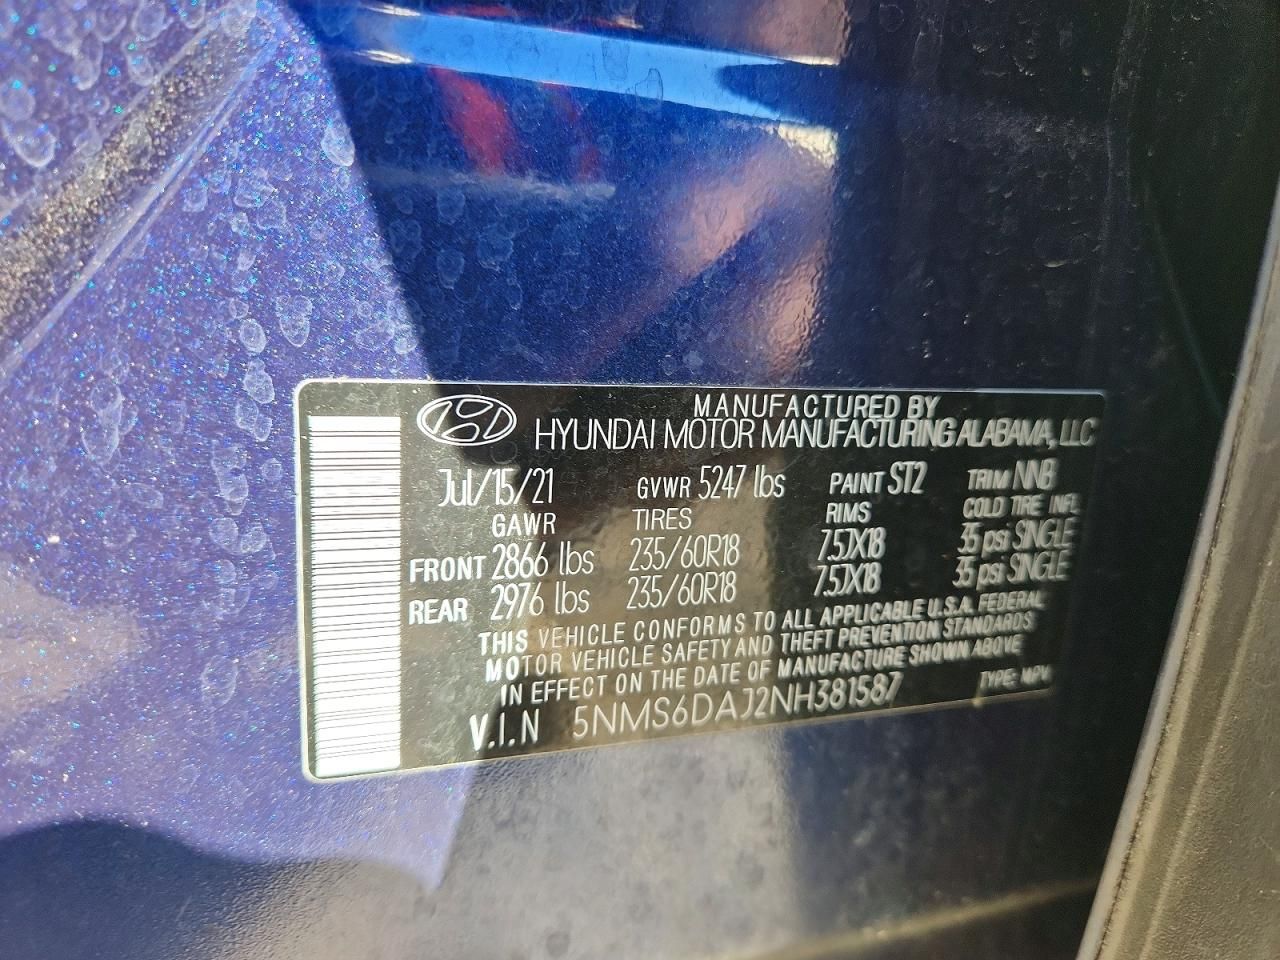 MANUFACTURED BY
HYUNDAI MOTOR MANUFACTURING ALABAMA, LLC
Jul/15/21 GVWR 5247 lbs PAINT ST2 TRIM NNB
GAWR TIRES RIMS COLD TIRE INFL
FRONT 2866 lbs 235/60R18 7.5JX18 35 psi SINGLE
REAR 2976 lbs 235/60R18 7.5JX18 35 psi SINGLE
THIS VEHICLE CONFORMS TO ALL APPLICABLE U.S.A. FEDERAL
MOTOR VEHICLE SAFETY AND THEFT PREVENTION STANDARDS
IN EFFECT ON THE DATE OF MANUFACTURE SHOWN ABOVE
V.I.N 5NMS6DAJ2NH381587 TYPE: MPV